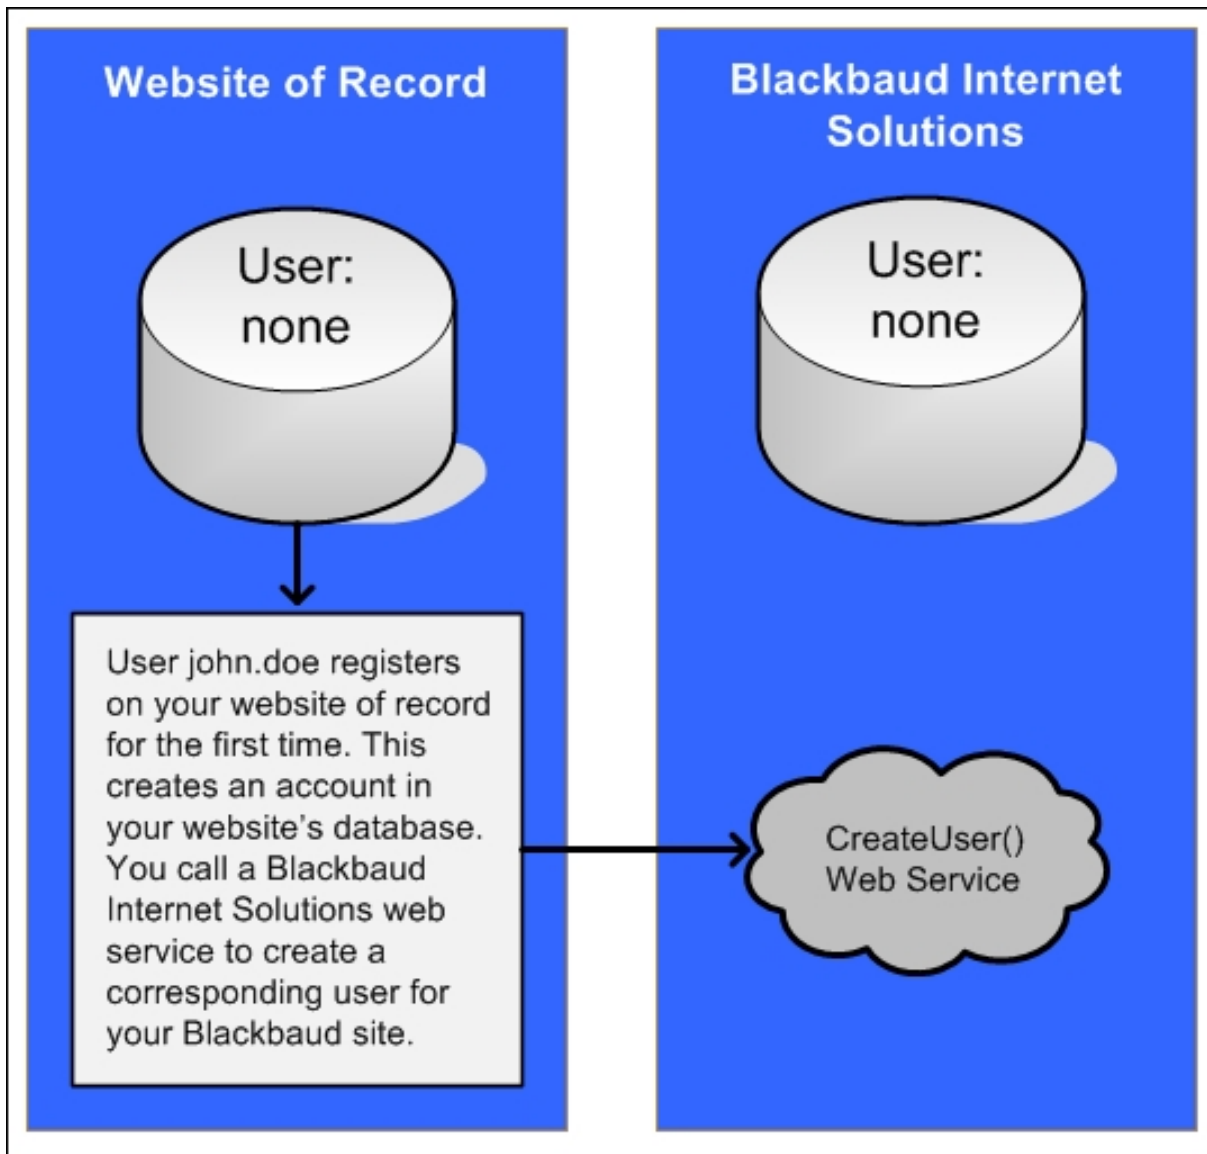 Website of Record
User:
none
User john.doe registers
on your website of record
for the first time. This
creates an account in
your website’s database.
You call a Blackbaud
Internet Solutions web
service to create a
corresponding user for
your Blackbaud site.
Blackbaud Internet
Solutions
User:
none
CreateUser()
Web Service